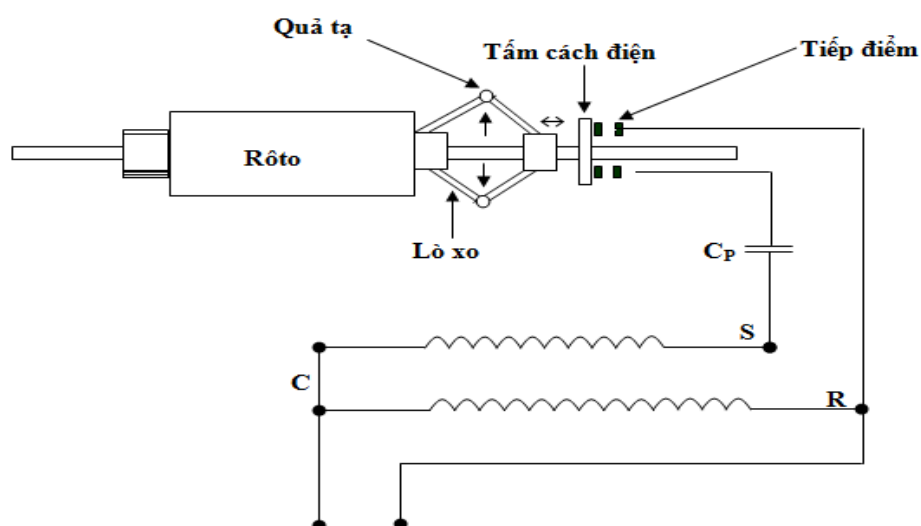 Quả tạ
Tấm cách điện
Tiếp điểm
Rôto
Lò xo
CP
S
C
R